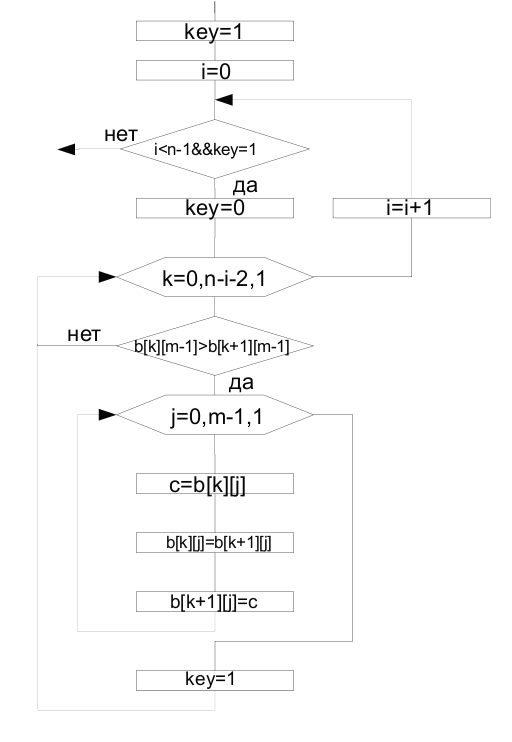 key=1
i=0
нет
i<n-1&&key=1
да
key=0
i=i+1
k=0,n-i-2,1
нет
b[k][m-1]>b[k+1][m-1]
да
j=0,m-1,1
c=b[k][j]
b[k][j]=b[k+1][j]
b[k+1][j]=c
key=1